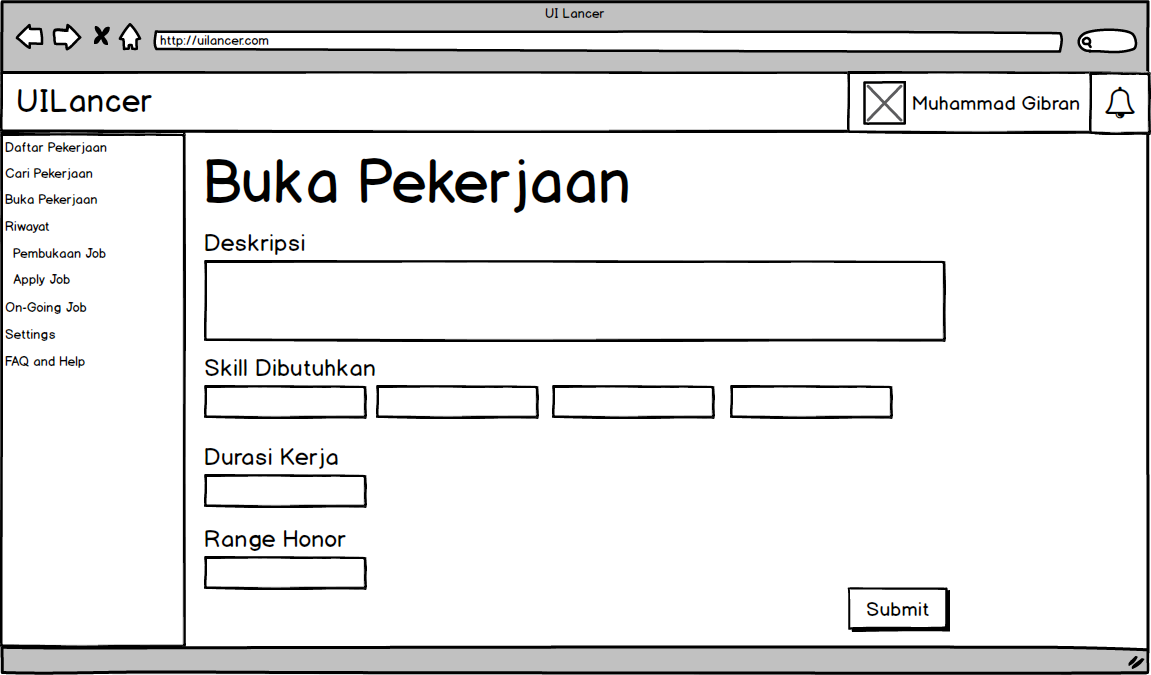 UI Lancer
http://uilancer.com
UILancer
Muhammad Gibran
Daftar Pekerjaan
Cari Pekerjaan
Buka Pekerjaan
Riwayat
Pembukaan Job
Apply Job
On-Going Job
Settings
FAQ and Help
Buka Pekerjaan
Deskripsi
Skill Dibutuhkan
Durasi Kerja
Range Honor
Submit